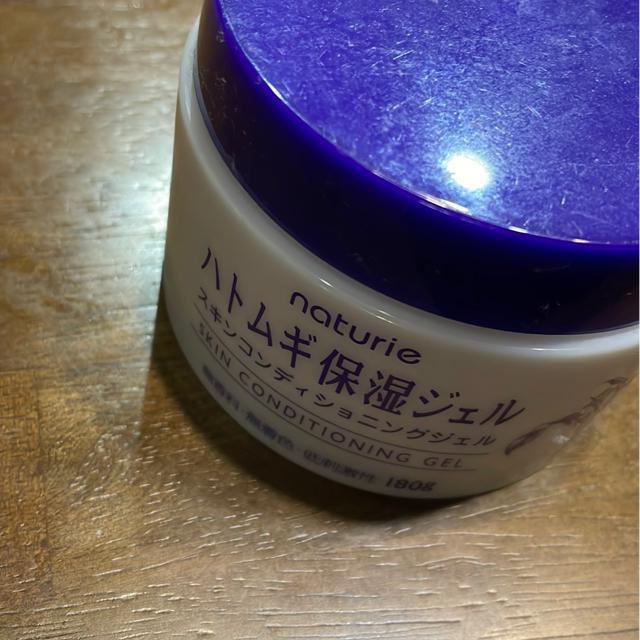 naturie
ハトムギ保湿ジェル
スキンコンディショニングジェル
SKIN CONDITIONING GEL
無香料・無着色・低刺激性 180g